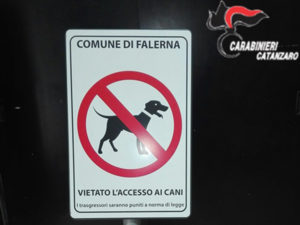 COMUNE DI FALERNA
CARABINIERI
CATANZARO
VIETATO L'ACCESSO AI CANI
I trasgressori saranno puniti a norma di legge